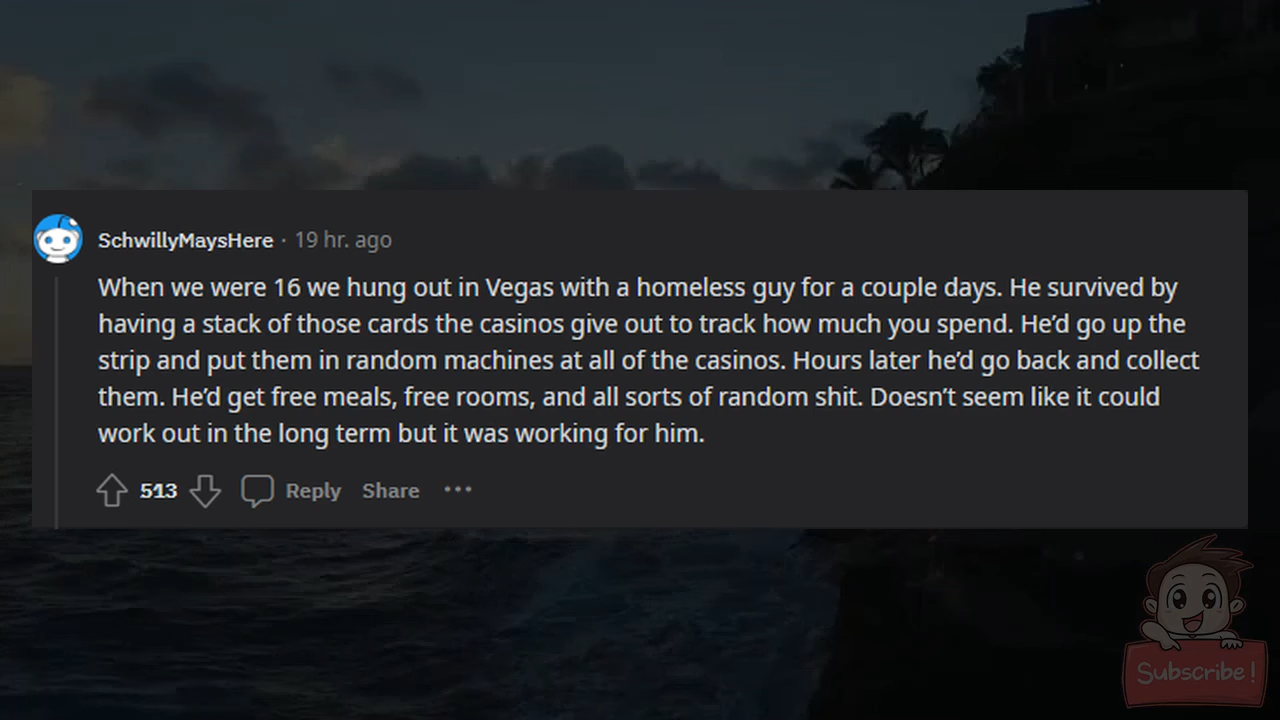 SchwillyMaysHere · 19 hr. ago
When we were 16 we hung out in Vegas with a homeless guy for a couple days. He survived by
having a stack of those cards the casinos give out to track how much you spend. He’d go up the
strip and put them in random machines at all of the casinos. Hours later he’d go back and collect
them. He’d get free meals, free rooms, and all sorts of random shit. Doesn’t seem like it could
work out in the long term but it was working for him.
513 Reply Share ···
Subscribe !